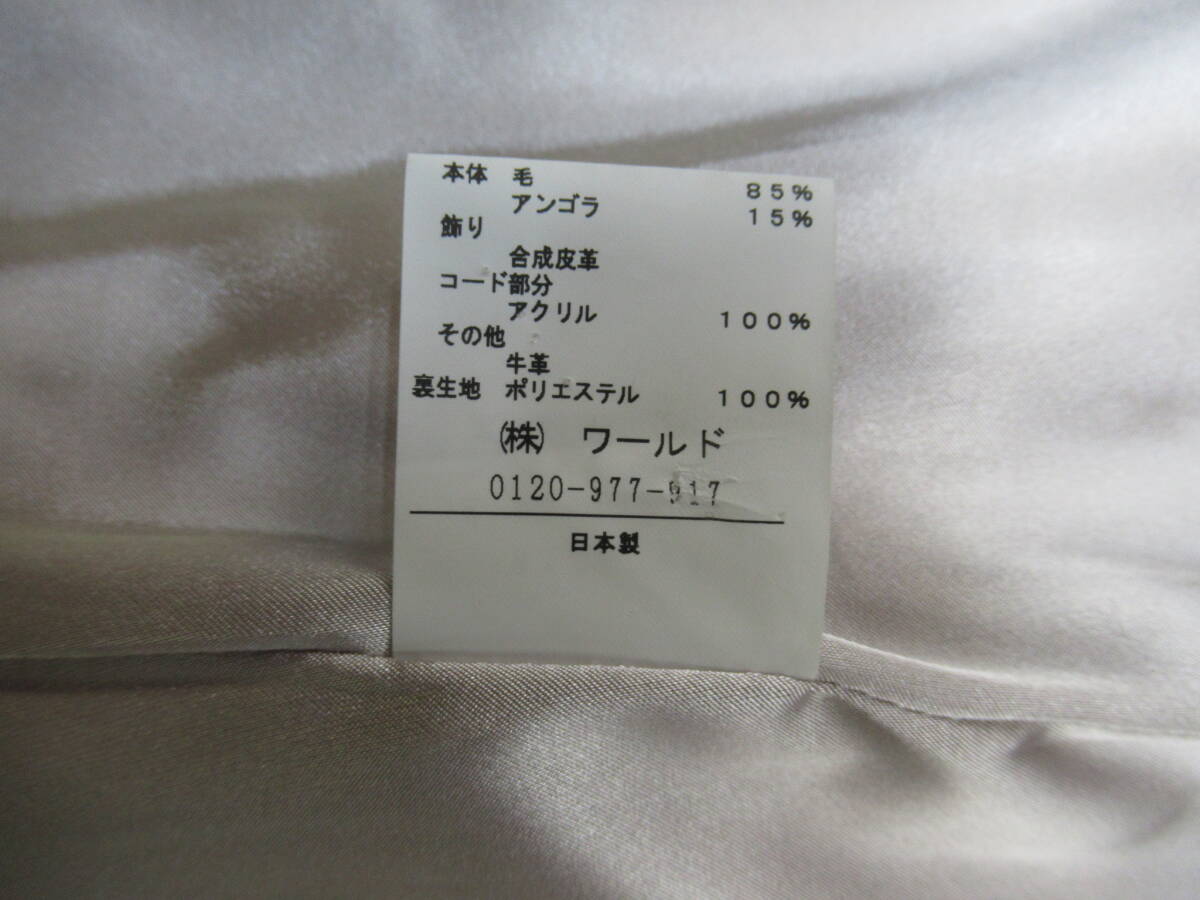 本体 毛 85%
アンゴラ 15%
飾り
合成皮革
コード部分
アクリル 100%
その他
牛革
裏生地 ポリエステル 100%
㈱ ワールド
0120-977-917
日本製